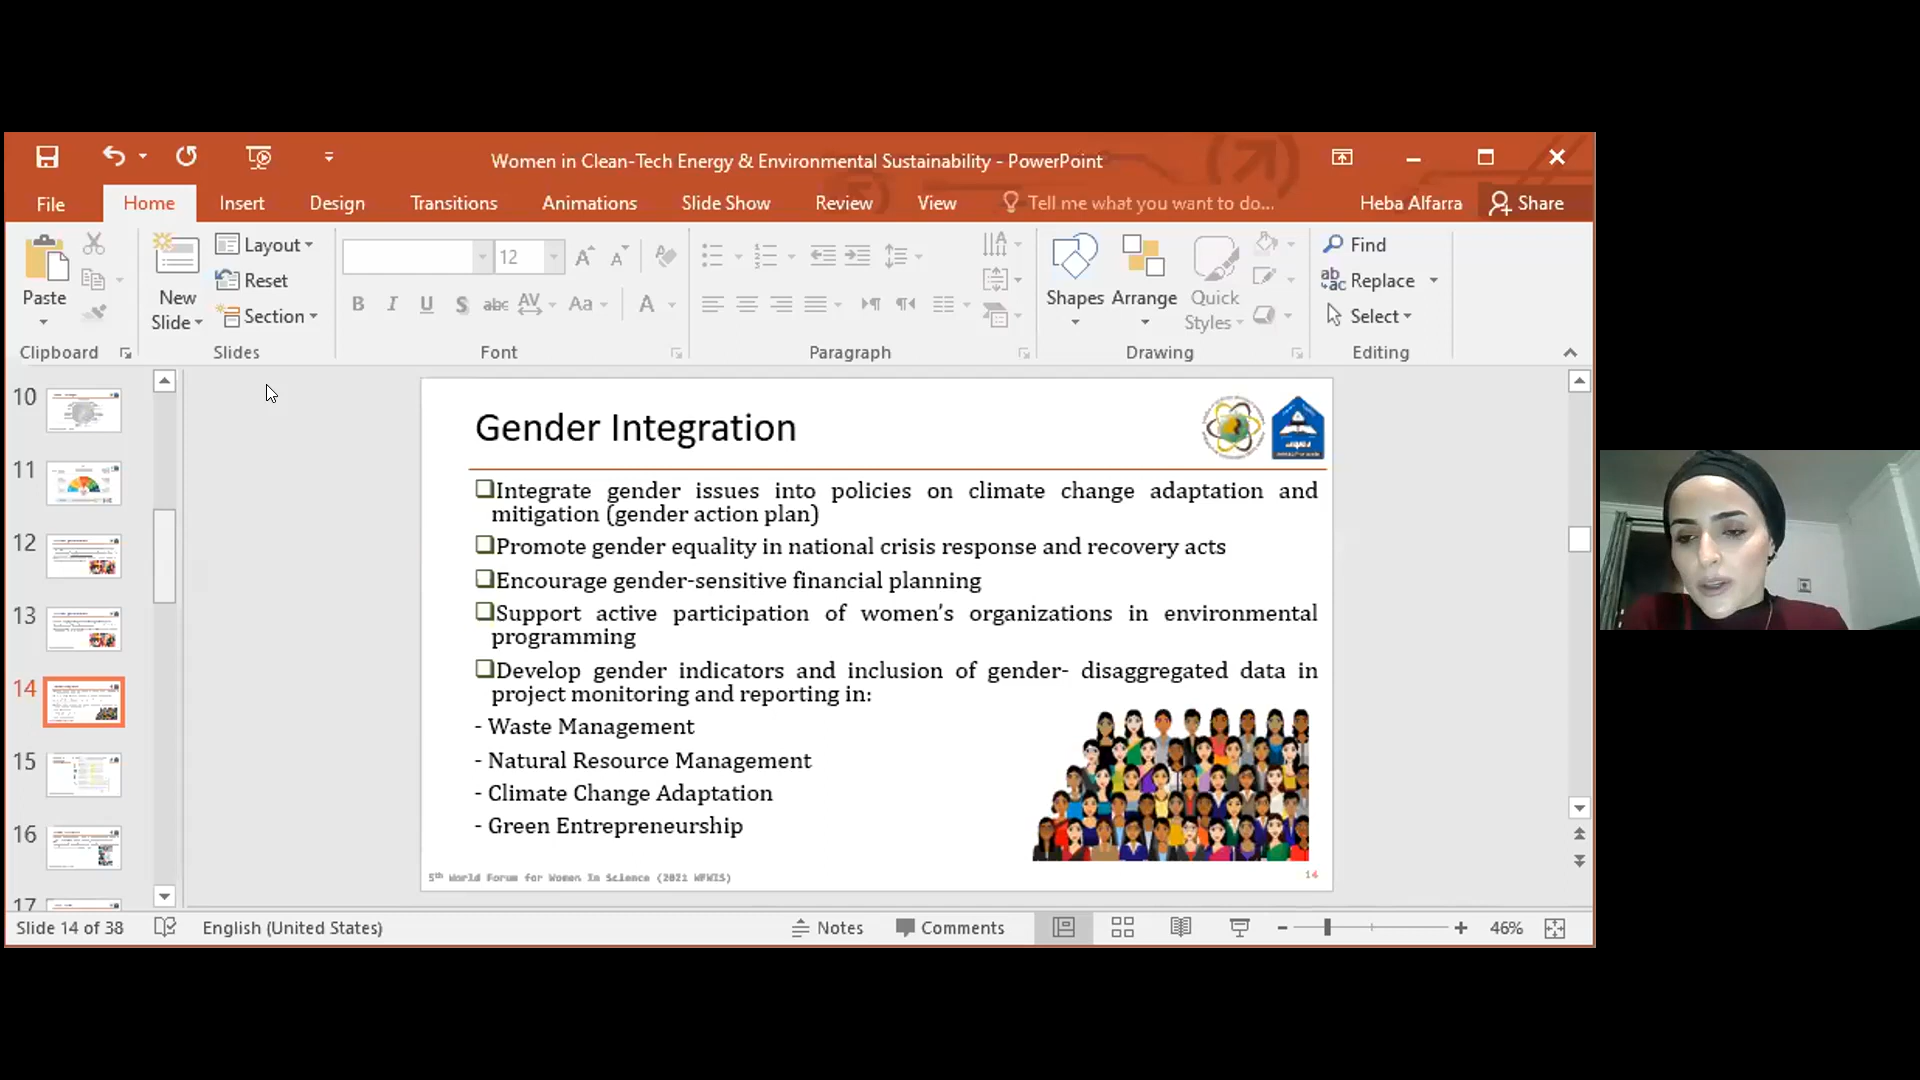 Women in Clean-Tech Energy & Environmental Sustainability - PowerPoint
File
Home
Insert
Design
Transitions
Animations
Slide Show
Review
View
Tell me what you want to do...
Heba Alfarra
Share
Paste
Clipboard
New
Slide
Layout
Reset
Section
Slides
12
B I U S abc AV Aa A
Font
Paragraph
Shapes
Arrange
Quick
Styles
Drawing
Find
Replace
Select
Editing
10
11
12
13
14
15
16
17
Gender Integration
Integrate gender issues into policies on climate change adaptation and
mitigation (gender action plan)
Promote gender equality in national crisis response and recovery acts
Encourage gender-sensitive financial planning
Support active participation of women's organizations in environmental
programming
Develop gender indicators and inclusion of gender- disaggregated data in
project monitoring and reporting in:
- Waste Management
- Natural Resource Management
- Climate Change Adaptation
- Green Entrepreneurship
5th World Forum for Women In Science (2021 WFWIS)
14
Slide 14 of 38
English (United States)
Notes
Comments
46%